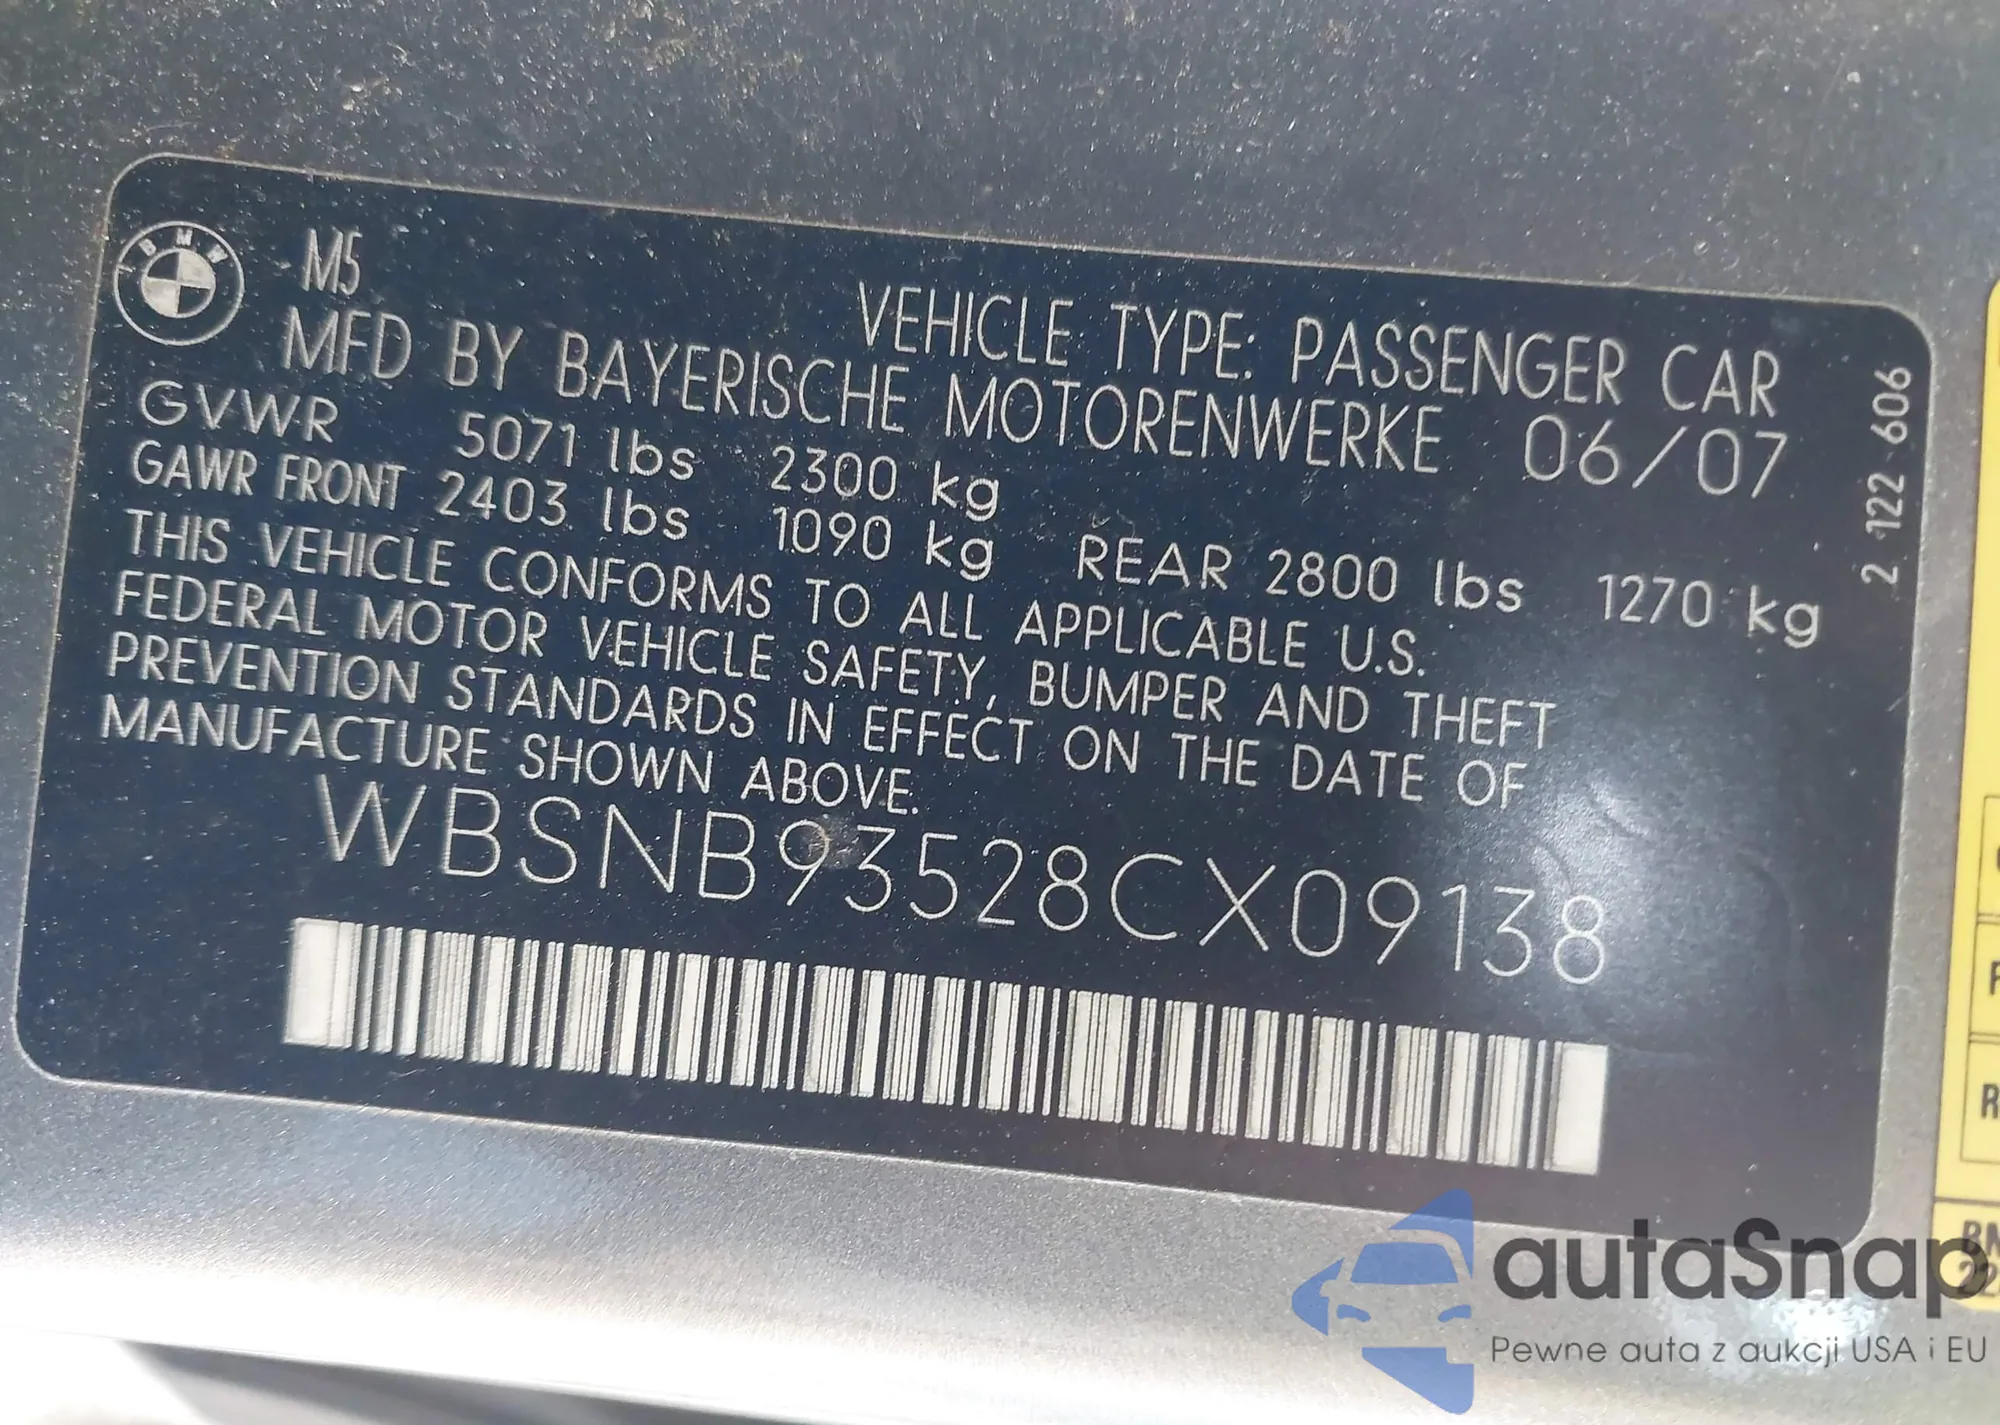 BMW
M5
VEHICLE TYPE: PASSENGER CAR
MFD BY BAYERISCHE MOTORENWERKE 06/07
GVWR 5071 lbs 2300 kg
GAWR FRONT 2403 lbs 1090 kg REAR 2800 lbs 1270 kg
THIS VEHICLE CONFORMS TO ALL APPLICABLE U.S.
FEDERAL MOTOR VEHICLE SAFETY, BUMPER AND THEFT
PREVENTION STANDARDS IN EFFECT ON THE DATE OF
MANUFACTURE SHOWN ABOVE.
WBSNB93528CX09138
2 122 606
autaSnap
Pewne auta z aukcji USA i EU